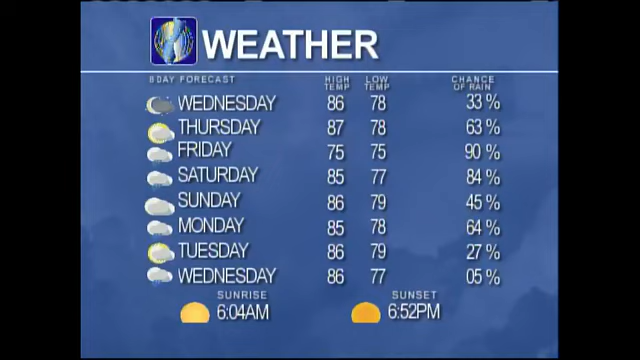 WEATHER
8 DAY FORECAST HIGH TEMP LOW TEMP CHANCE OF RAIN
WEDNESDAY 86 78 33 %
THURSDAY 87 78 63 %
FRIDAY 75 75 90 %
SATURDAY 85 77 84 %
SUNDAY 86 79 45 %
MONDAY 85 78 64 %
TUESDAY 86 79 27 %
WEDNESDAY 86 77 05 %
SUNRISE SUNSET
6:04AM 6:52PM